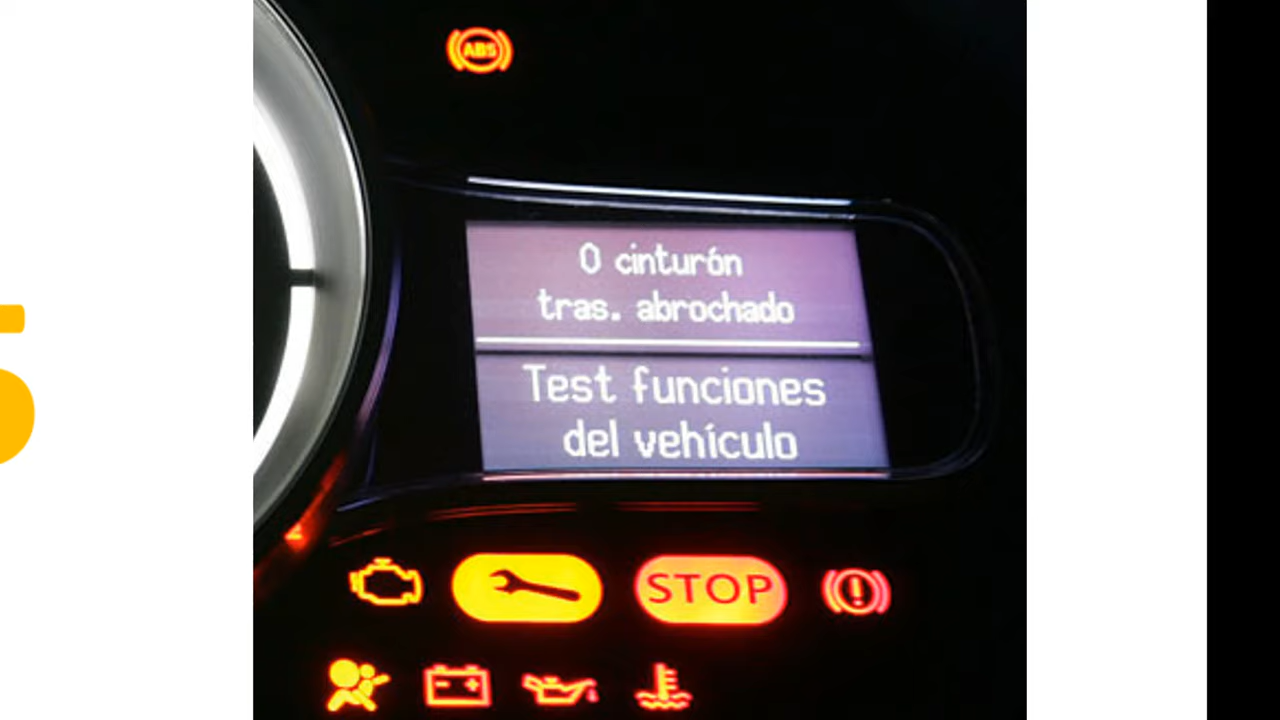 ABS
0 cinturón
tras. abrochado
Test funciones
del vehículo
STOP